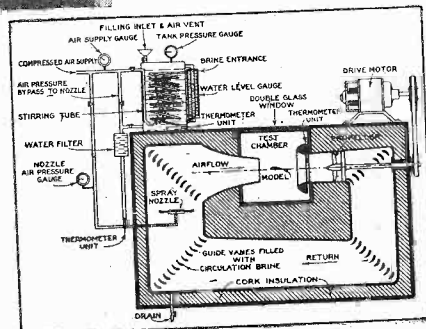 FILLING INLET & AIR VENT
AIR SUPPLY GAUGE
TANK PRESSURE GAUGE
COMPRESSED AIR SUPPLY
BRINE ENTRANCE
AIR PRESSURE
BYPASS TO NOZZLE
WATER LEVEL GAUGE
DRIVE MOTOR
STIRRING TUBE
THERMOMETER
UNIT
DOUBLE GLASS
WINDOW
THERMOMETER
UNIT
WATER FILTER
TEST
CHAMBER
PROPELLER
NOZZLE
AIR PRESSURE
GAUGE
AIRFLOW
MODEL
SPRAY
NOZZLE
THERMOMETER
UNIT
GUIDE VANES FILLED
WITH
CIRCULATION BRINE
RETURN
CORK INSULATION
DRAIN